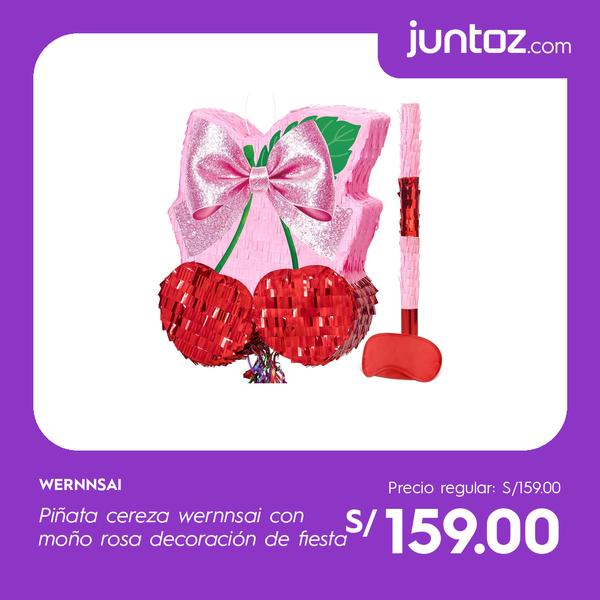 juntoz.com
WERNNSAI
Piñata cereza wernnsai con
moño rosa decoración de fiesta
Precio regular: S/159.00
S/159.00